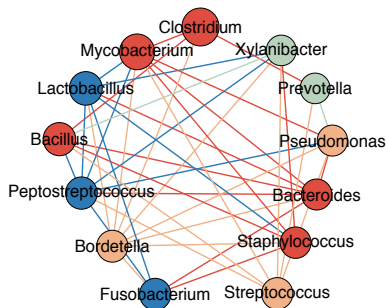 Clostridium
Mycobacterium
Xylanibacter
Lactobacillus
Prevotella
Bacillus
Pseudomonas
Peptostreptococcus
Bacteroides
Bordetella
Staphylococcus
Fusobacterium
Streptococcus